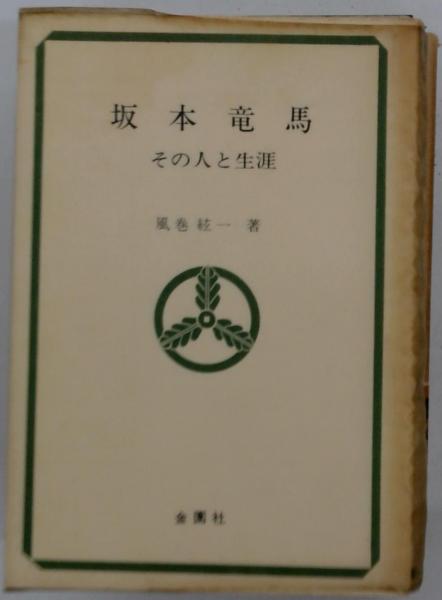 坂本竜馬
その人と生涯
風巻絃一 著
金園社